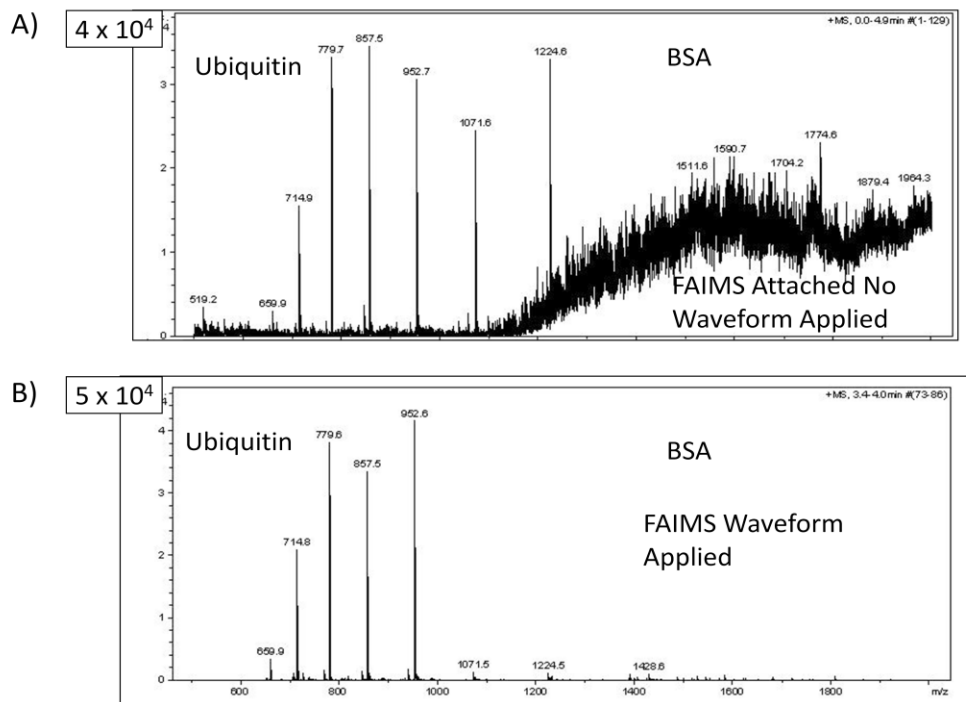 A)
4 x 10⁴
+MS, 0.0-4.9min #(1-129)
Ubiquitin
BSA
857.5
779.7
1224.6
952.7
3
1071.6
2
1774.6
1590.7
1511.6
1704.2
1879.4
1964.3
714.9
1
519.2
659.9
FAIMS Attached No
Waveform Applied
0
B)
5 x 10⁴
+MS, 3.4-4.0min #(73-86)
4
Ubiquitin
BSA
952.6
779.6
857.5
3
FAIMS Waveform
Applied
2
714.8
1
659.9
1071.5
1224.5
1428.6
0
600 800 1000 1200 1400 1600 1800 m/z